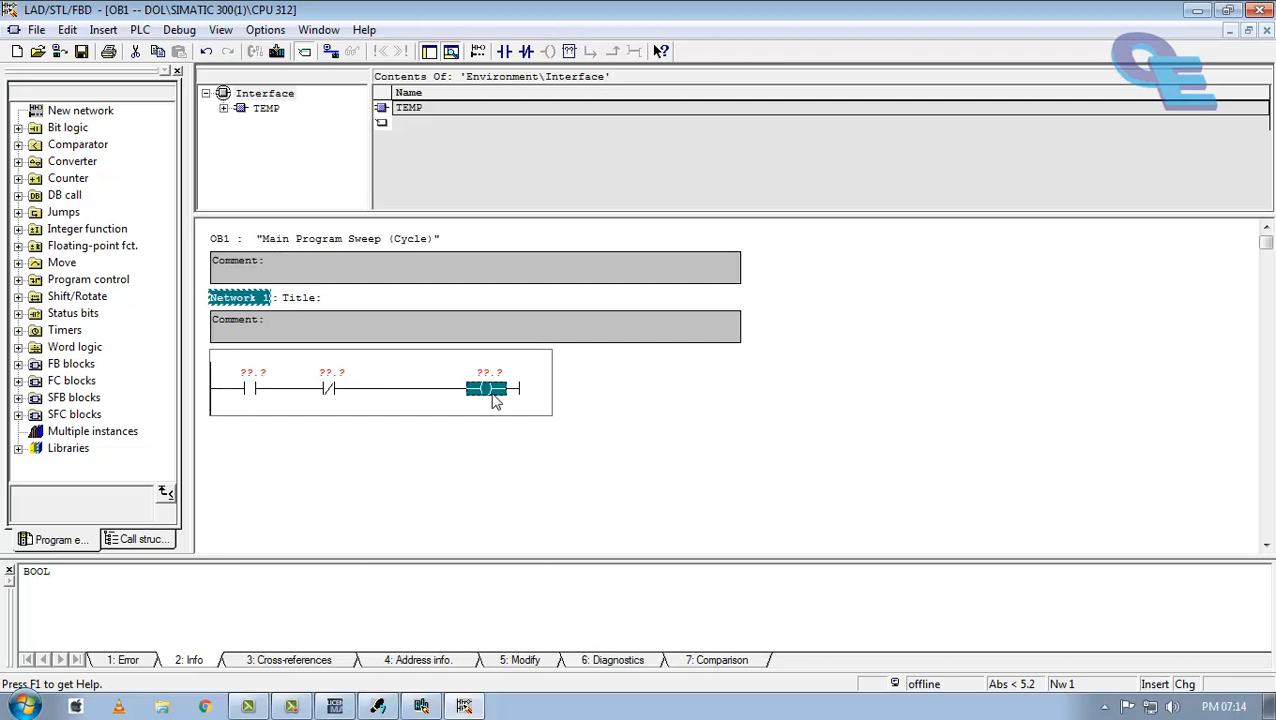 LAD/STL/FBD - [OB1 -- DOL\SIMATIC 300(1)\CPU 312]
File Edit Insert PLC Debug View Options Window Help
Contents Of: 'Environment\Interface'
Interface
TEMP
Name
TEMP
New network
Bit logic
Comparator
Converter
Counter
DB call
Jumps
Integer function
Floating-point fct.
Move
Program control
Shift/Rotate
Status bits
Timers
Word logic
FB blocks
FC blocks
SFB blocks
SFC blocks
Multiple instances
Libraries
Program e... Call struc...
OB1 : "Main Program Sweep (Cycle)"
Comment:
Network 1: Title:
Comment:
??.? ??.? ??.?
BOOL
1: Error 2: Info 3: Cross-references 4: Address info. 5: Modify 6: Diagnostics 7: Comparison
Press F1 to get Help. offline Abs < 5.2 Nw 1 Insert Chg
PM 07:14